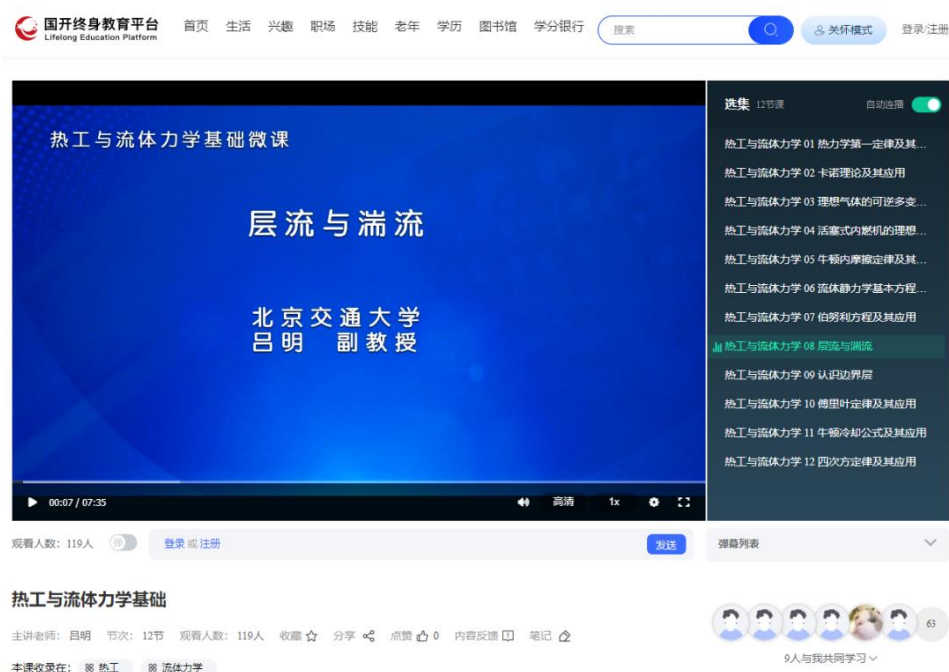 国开终身教育平台
Lifelong Education Platform
首页 生活 兴趣 职场 技能 老年 学历 图书馆 学分银行 搜索 关怀模式 登录/注册
热工与流体力学基础微课
层流与湍流
北京交通大学
吕明 副教授
00:07 / 07:35 高清 1x
选集 12节课 自动连播
热工与流体力学 01 热力学第一定律及其...
热工与流体力学 02 卡诺理论及其应用
热工与流体力学 03 理想气体的可逆多变...
热工与流体力学 04 活塞式内燃机的理想...
热工与流体力学 05 牛顿内摩擦定律及其...
热工与流体力学 06 流体静力学基本方程...
热工与流体力学 07 伯努利方程及其应用
热工与流体力学 08 层流与湍流
热工与流体力学 09 认识边界层
热工与流体力学 10 傅里叶定律及其应用
热工与流体力学 11 牛顿冷却公式及其应用
热工与流体力学 12 四次方定律及其应用
观看人数：119人 弹 登录 或 注册 发送
弹幕列表
热工与流体力学基础
主讲老师：吕明 节次：12节 观看人数：119人 收藏 分享 点赞 0 内容反馈 笔记
本课收录在： 热工 流体力学
63
9人与我共同学习